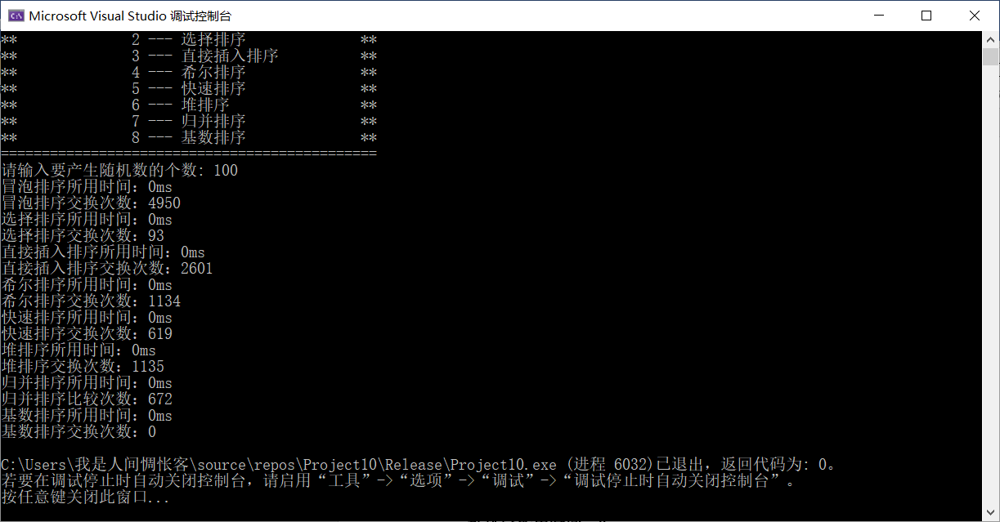 Microsoft Visual Studio 调试控制台
** 2 --- 选择排序 **
** 3 --- 直接插入排序 **
** 4 --- 希尔排序 **
** 5 --- 快速排序 **
** 6 --- 堆排序 **
** 7 --- 归并排序 **
** 8 --- 基数排序 **
==============================================
请输入要产生随机数的个数: 100
冒泡排序所用时间：0ms
冒泡排序交换次数：4950
选择排序所用时间：0ms
选择排序交换次数：93
直接插入排序所用时间：0ms
直接插入排序交换次数：2601
希尔排序所用时间：0ms
希尔排序交换次数：1134
快速排序所用时间：0ms
快速排序交换次数：619
堆排序所用时间：0ms
堆排序交换次数：1135
归并排序所用时间：0ms
归并排序比较次数：672
基数排序所用时间：0ms
基数排序交换次数：0
C:\Users\我是人间惆怅客\source\repos\Project10\Release\Project10.exe (进程 6032)已退出，返回代码为: 0。
若要在调试停止时自动关闭控制台，请启用“工具”->“选项”->“调试”->“调试停止时自动关闭控制台”。
按任意键关闭此窗口...